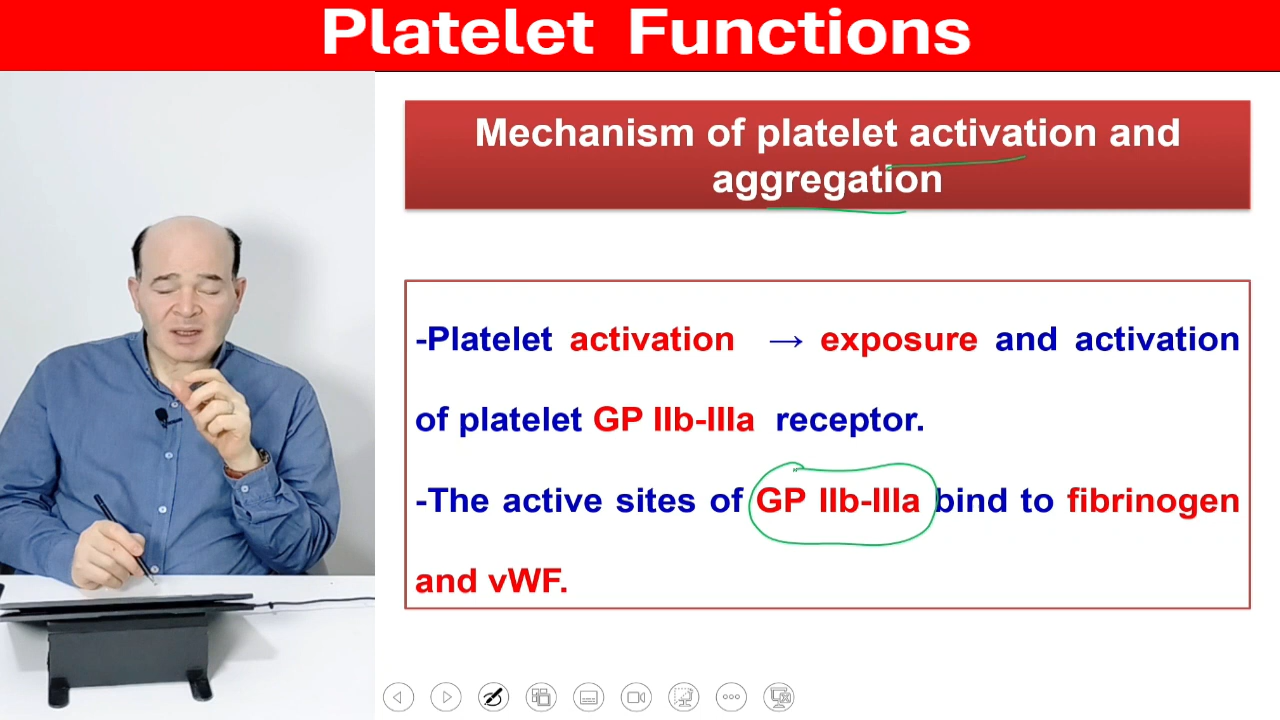 Platelet Functions
Mechanism of platelet activation and
aggregation
-Platelet activation → exposure and activation
of platelet GP IIb-IIIa receptor.
-The active sites of GP IIb-IIIa bind to fibrinogen
and vWF.